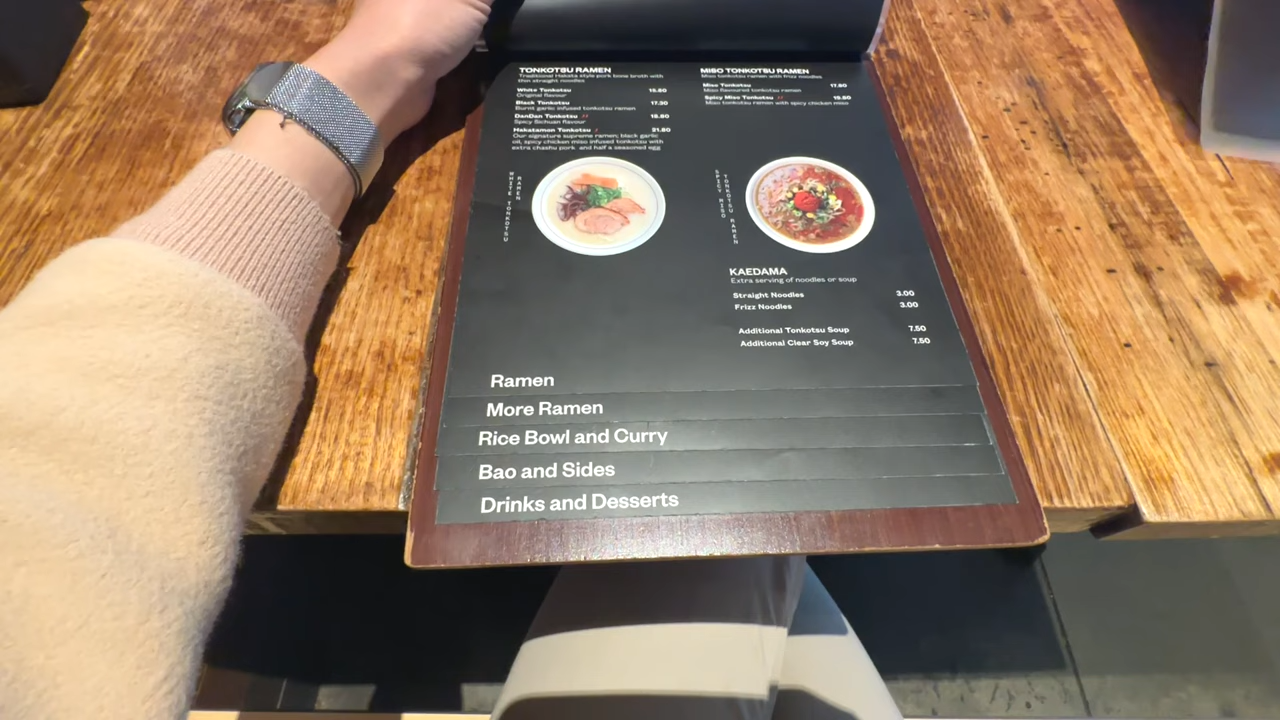 TONKOTSU RAMEN
Traditional Hakata style pork bone broth with
thin straight noodles
White Tonkotsu 15.80
Original flavour
Black Tonkotsu 17.30
Burnt garlic infused tonkotsu ramen
DanDan Tonkotsu 18.80
Spicy Sichuan flavour
Hakatamon Tonkotsu 21.80
Our signature supreme ramen; black garlic
oil, spicy chicken miso infused tonkotsu with
extra chashu pork and half a seasoned egg
WHITE TONKOTSU
RAMEN
MISO TONKOTSU RAMEN
Miso tonkotsu ramen with frizz noodles
Miso Tonkotsu 17.80
Miso flavoured tonkotsu ramen
Spicy Miso Tonkotsu
Miso tonkotsu ramen with spicy chicken miso
SPICY MISO
TONKOTSU RAMEN
KAEDAMA
Extra serving of noodles or soup
Straight Noodles 3.00
Frizz Noodles 3.00
Additional Tonkotsu Soup 7.50
Additional Clear Soy Soup 7.50
Ramen
More Ramen
Rice Bowl and Curry
Bao and Sides
Drinks and Desserts